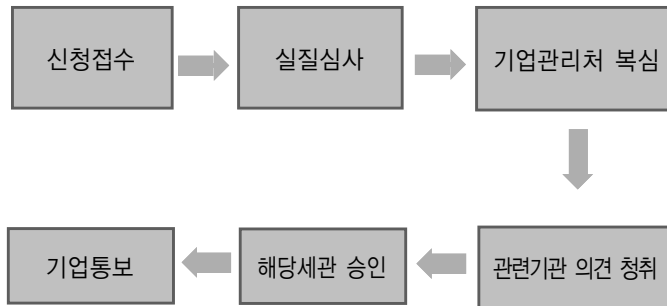 신청접수
실질심사
기업관리처 복심
관련기관 의견 청취
해당세관 승인
기업통보